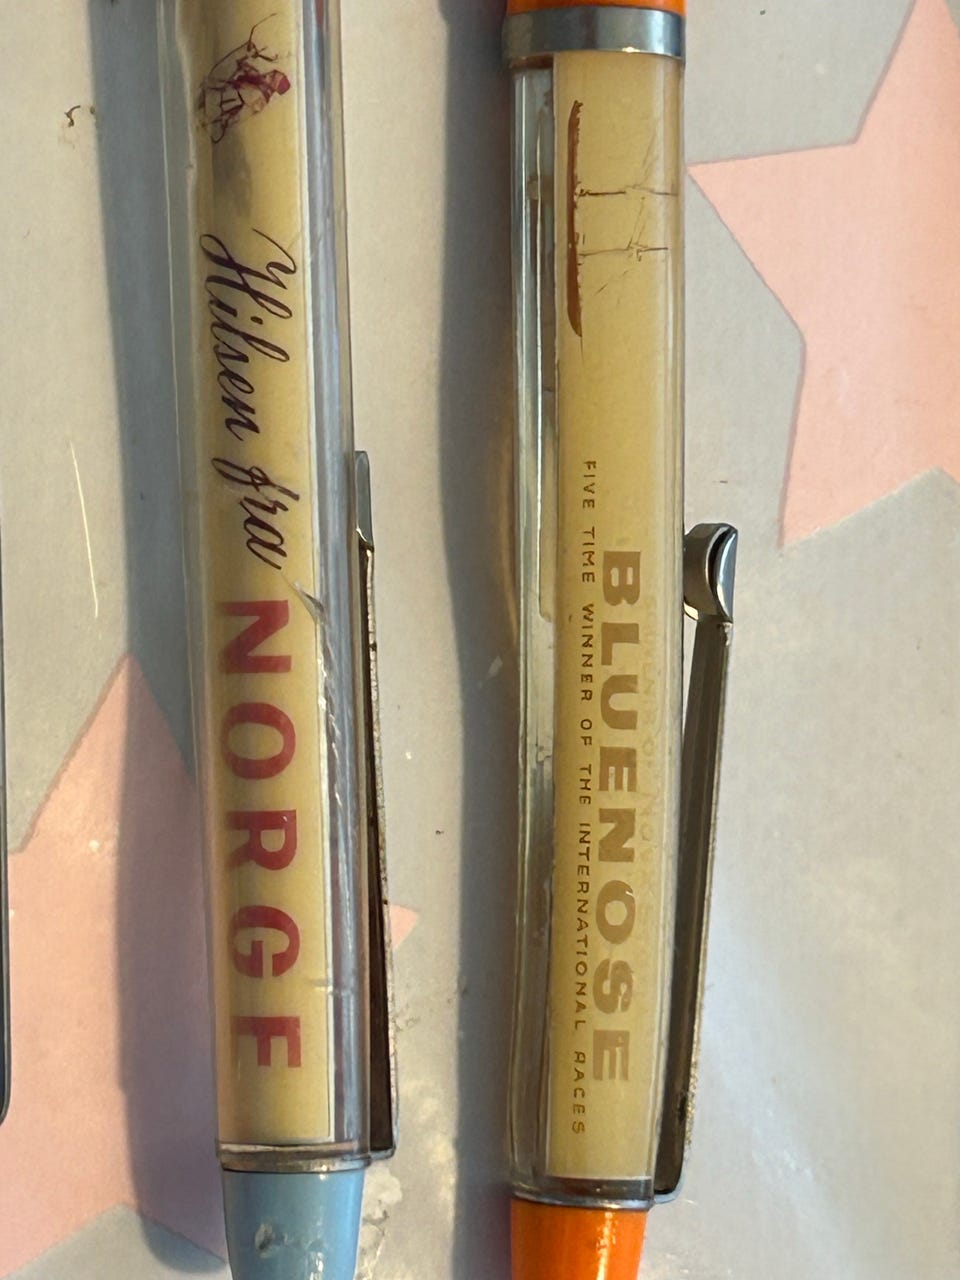 Hilsen fra
NORGE
BLUENOSE
FIVE TIME WINNER OF THE INTERNATIONAL RACES